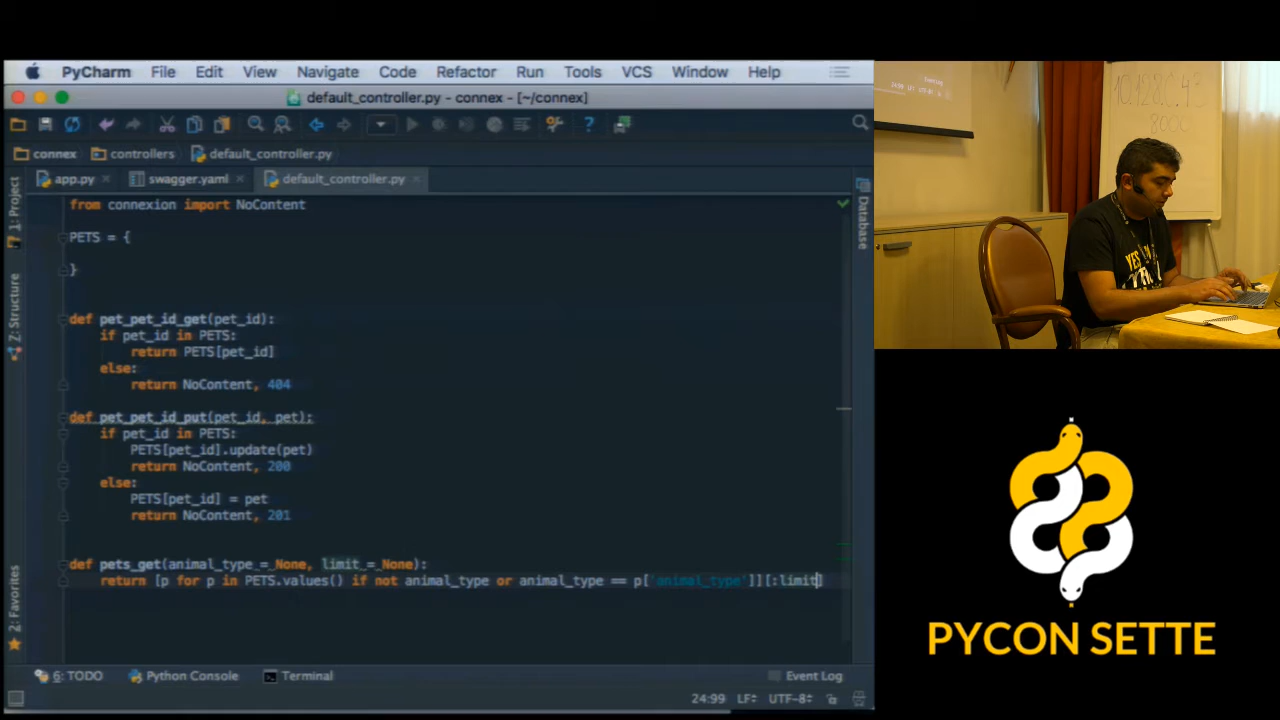 PyCharm File Edit View Navigate Code Refactor Run Tools VCS Window Help
default_controller.py - connex - [~/connex]
connex controllers default_controller.py
app.py swagger.yaml default_controller.py
from connexion import NoContent
PETS = {
}
def pet_pet_id_get(pet_id):
if pet_id in PETS:
return PETS[pet_id]
else:
return NoContent, 404
def pet_pet_id_put(pet_id, pet):
if pet_id in PETS:
PETS[pet_id].update(pet)
return NoContent, 200
else:
PETS[pet_id] = pet
return NoContent, 201
def pets_get(animal_type = None, limit = None):
return [p for p in PETS.values() if not animal_type or animal_type == p['animal_type']][:limit]
1: Project
Z: Structure
2: Favorites
Database
6: TODO Python Console Terminal Event Log
24:99 LF÷ UTF-8÷
10.128.C.43
8000
PYCON SETTE